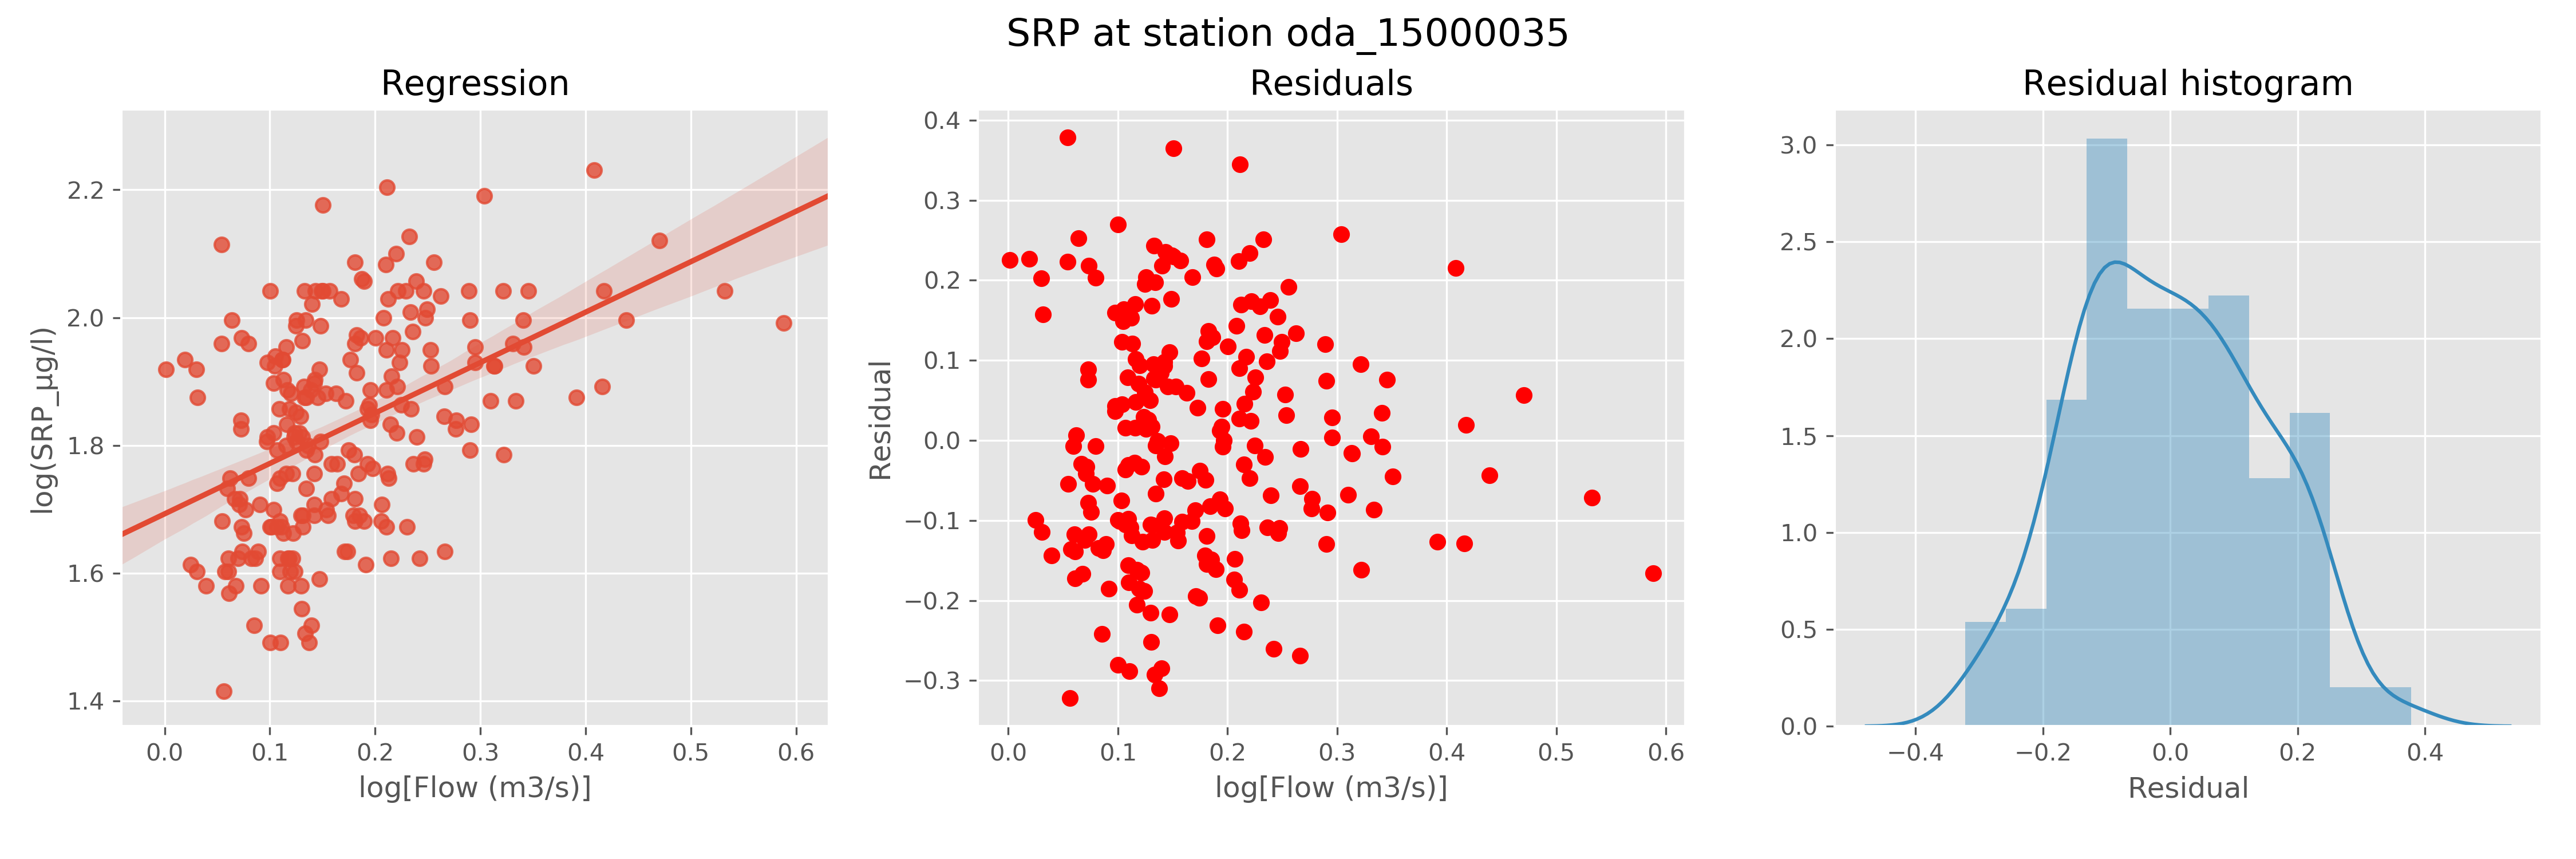 SRP at station oda_15000035
Regression
Residuals
Residual histogram
2.2
2.0
1.8
1.6
1.4
log(SRP_µg/l)
0.0 0.1 0.2 0.3 0.4 0.5 0.6
log[Flow (m3/s)]
0.4
0.3
0.2
0.1
0.0
−0.1
−0.2
−0.3
Residual
0.0 0.1 0.2 0.3 0.4 0.5 0.6
log[Flow (m3/s)]
3.0
2.5
2.0
1.5
1.0
0.5
0.0
−0.4 −0.2 0.0 0.2 0.4
Residual